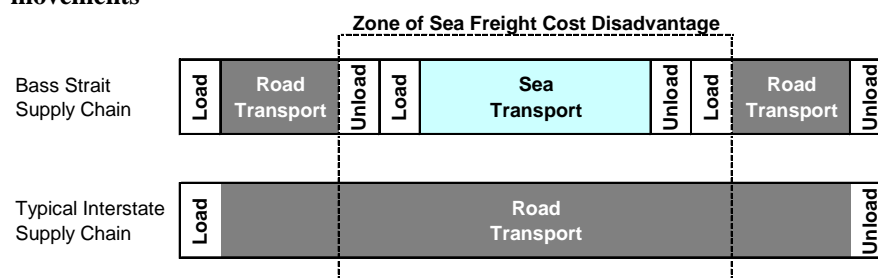 movements
Zone of Sea Freight Cost Disadvantage
Bass Strait
Supply Chain
Load
Road
Transport
Unload
Load
Sea
Transport
Unload
Load
Road
Transport
Unload
Typical Interstate
Supply Chain
Load
Road
Transport
Unload